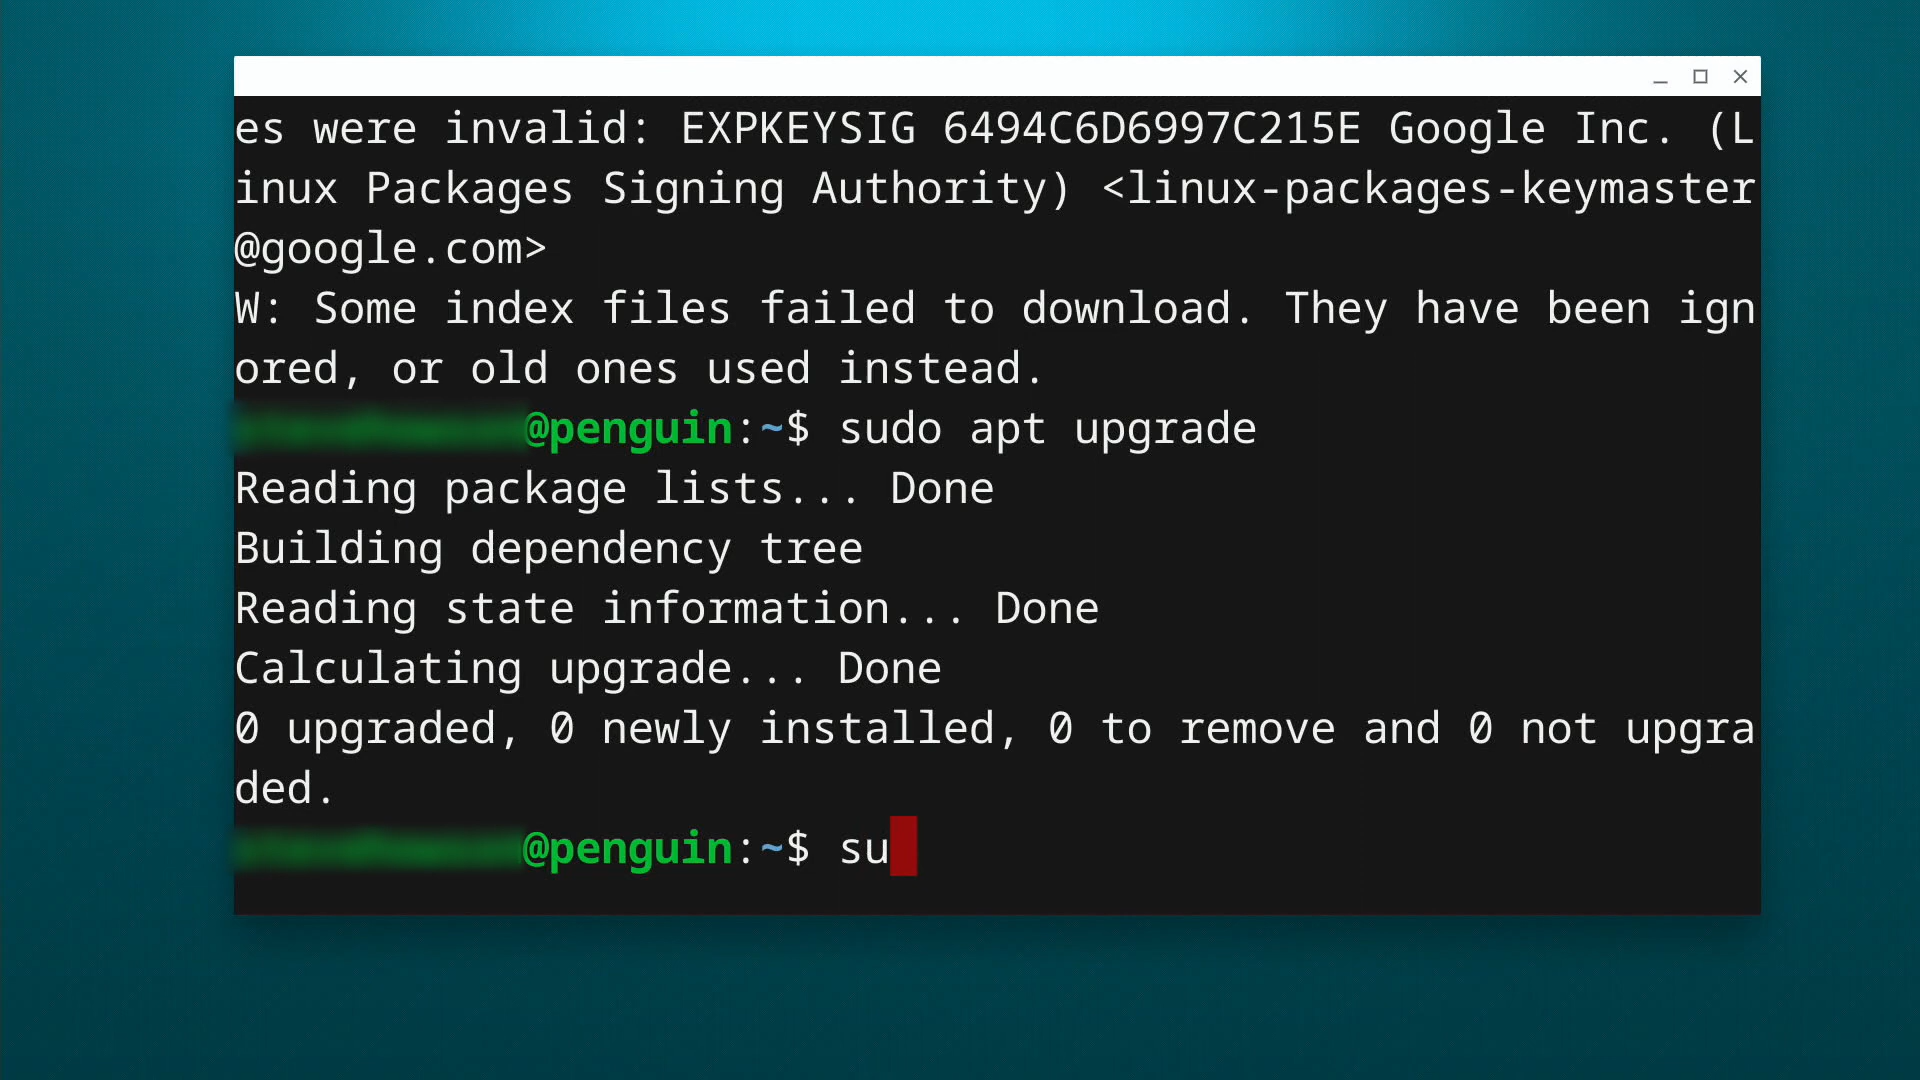 es were invalid: EXPKEYSIG 6494C6D6997C215E Google Inc. (L
inux Packages Signing Authority) <linux-packages-keymaster
@google.com>
W: Some index files failed to download. They have been ign
ored, or old ones used instead.
@penguin:~$ sudo apt upgrade
Reading package lists... Done
Building dependency tree
Reading state information... Done
Calculating upgrade... Done
0 upgraded, 0 newly installed, 0 to remove and 0 not upgra
ded.
@penguin:~$ su